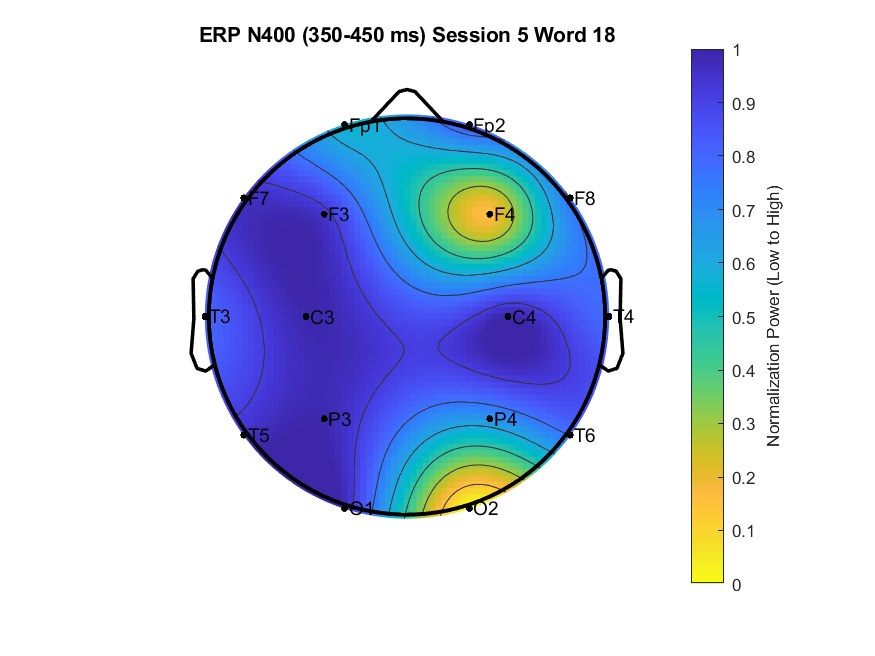 ERP N400 (350-450 ms) Session 5 Word 18
Fp1 Fp2
F7 F3 F4 F8
T3 C3 C4 T4
T5 P3 P4 T6
O1 O2
1
0.9
0.8
0.7
0.6
0.5
0.4
0.3
0.2
0.1
0
Normalization Power (Low to High)